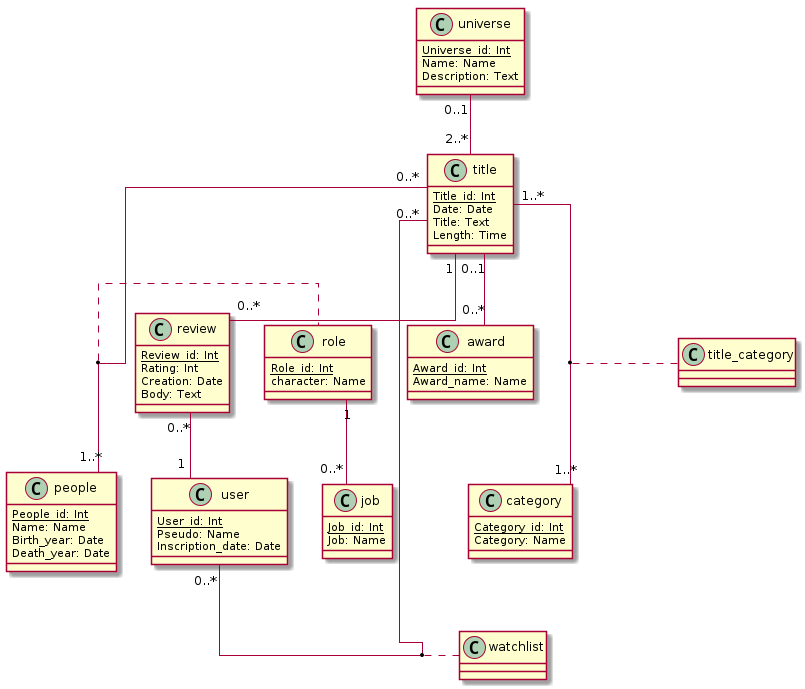 C universe
Universe_id: Int
Name: Name
Description: Text
0..1
2..*
C title
Title_id: Int
Date: Date
Title: Text
Length: Time
0..*
0..*
1..*
1
0..1
0..*
0..*
C review
Review_id: Int
Rating: Int
Creation: Date
Body: Text
C role
Role_id: Int
character: Name
C award
Award_id: Int
Award_name: Name
C title_category
0..*
1
1..*
1
0..*
1..*
C people
People_id: Int
Name: Name
Birth_year: Date
Death_year: Date
C user
User_id: Int
Pseudo: Name
Inscription_date: Date
C job
Job_id: Int
Job: Name
C category
Category_id: Int
Category: Name
0..*
C watchlist